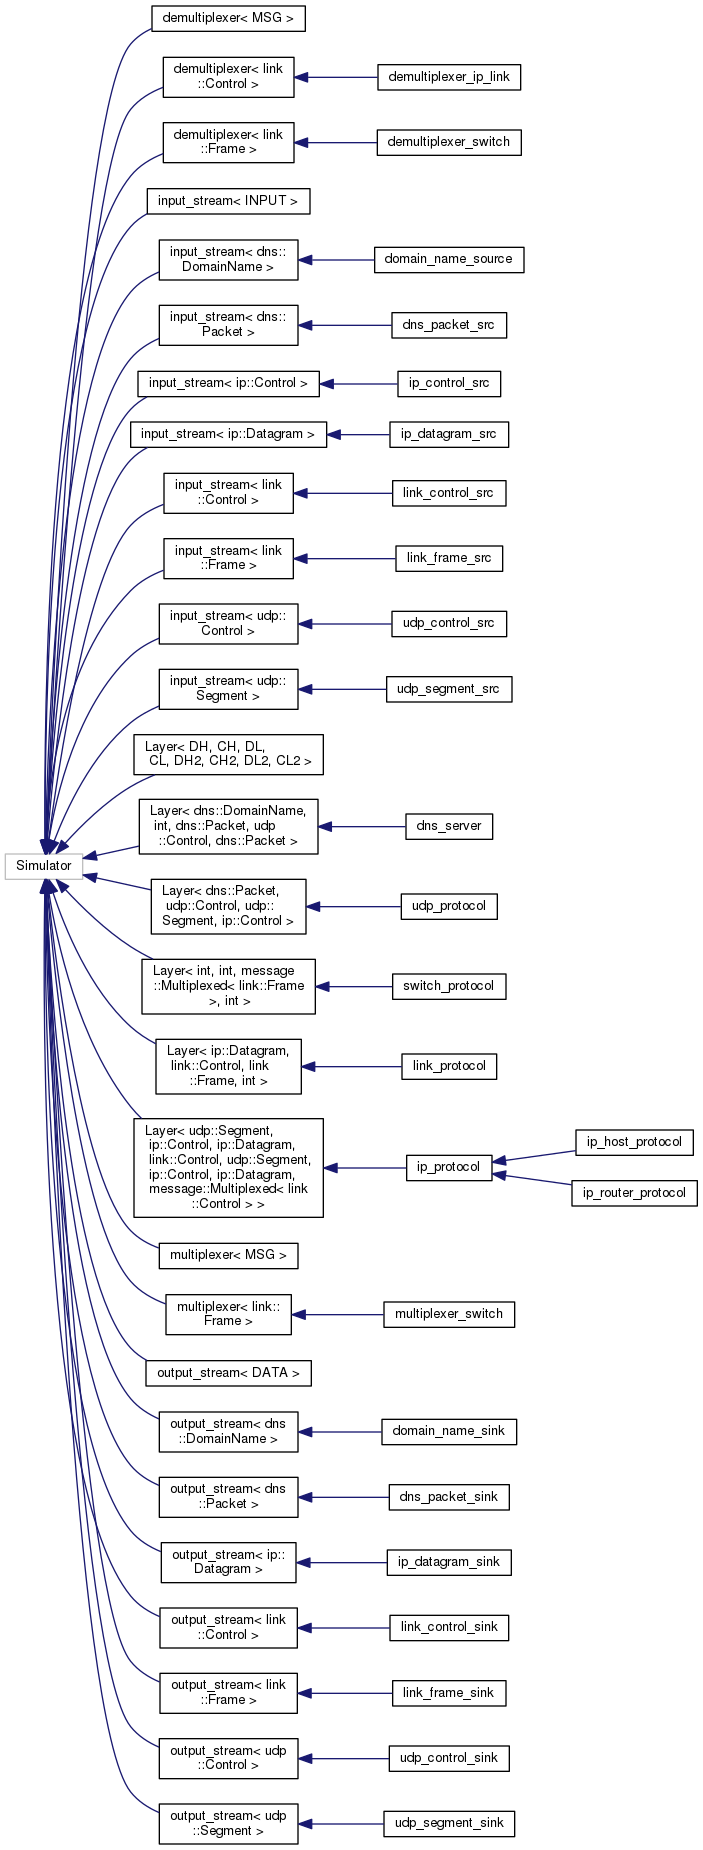 demultiplexer< MSG >
demultiplexer< link
::Control >
demultiplexer_ip_link
demultiplexer< link
::Frame >
demultiplexer_switch
input_stream< INPUT >
input_stream< dns::
DomainName >
domain_name_source
input_stream< dns::
Packet >
dns_packet_src
input_stream< ip::Control >
ip_control_src
input_stream< ip::Datagram >
ip_datagram_src
input_stream< link
::Control >
link_control_src
input_stream< link
::Frame >
link_frame_src
input_stream< udp::
Control >
udp_control_src
input_stream< udp::
Segment >
udp_segment_src
Layer< DH, CH, DL,
CL, DH2, CH2, DL2, CL2 >
Layer< dns::DomainName,
int, dns::Packet, udp
::Control, dns::Packet >
dns_server
Simulator
Layer< dns::Packet,
udp::Control, udp::
Segment, ip::Control >
udp_protocol
Layer< int, int, message
::Multiplexed< link::Frame
>, int >
switch_protocol
Layer< ip::Datagram,
link::Control, link
::Frame, int >
link_protocol
Layer< udp::Segment,
ip::Control, ip::Datagram,
link::Control, udp::Segment,
ip::Control, ip::Datagram,
message::Multiplexed< link
::Control > >
ip_protocol
ip_host_protocol
ip_router_protocol
multiplexer< MSG >
multiplexer< link::
Frame >
multiplexer_switch
output_stream< DATA >
output_stream< dns
::DomainName >
domain_name_sink
output_stream< dns
::Packet >
dns_packet_sink
output_stream< ip::
Datagram >
ip_datagram_sink
output_stream< link
::Control >
link_control_sink
output_stream< link
::Frame >
link_frame_sink
output_stream< udp
::Control >
udp_control_sink
output_stream< udp
::Segment >
udp_segment_sink